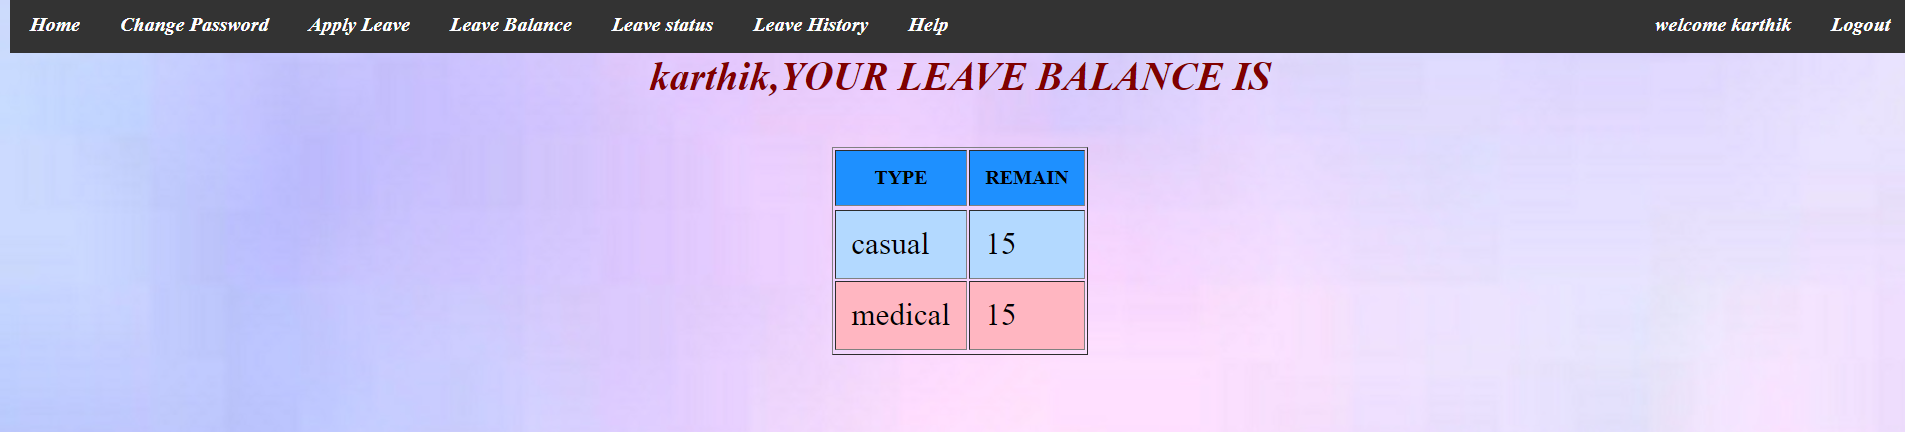 Home Change Password Apply Leave Leave Balance Leave status Leave History Help welcome karthik Logout
karthik,YOUR LEAVE BALANCE IS
TYPE REMAIN
casual 15
medical 15